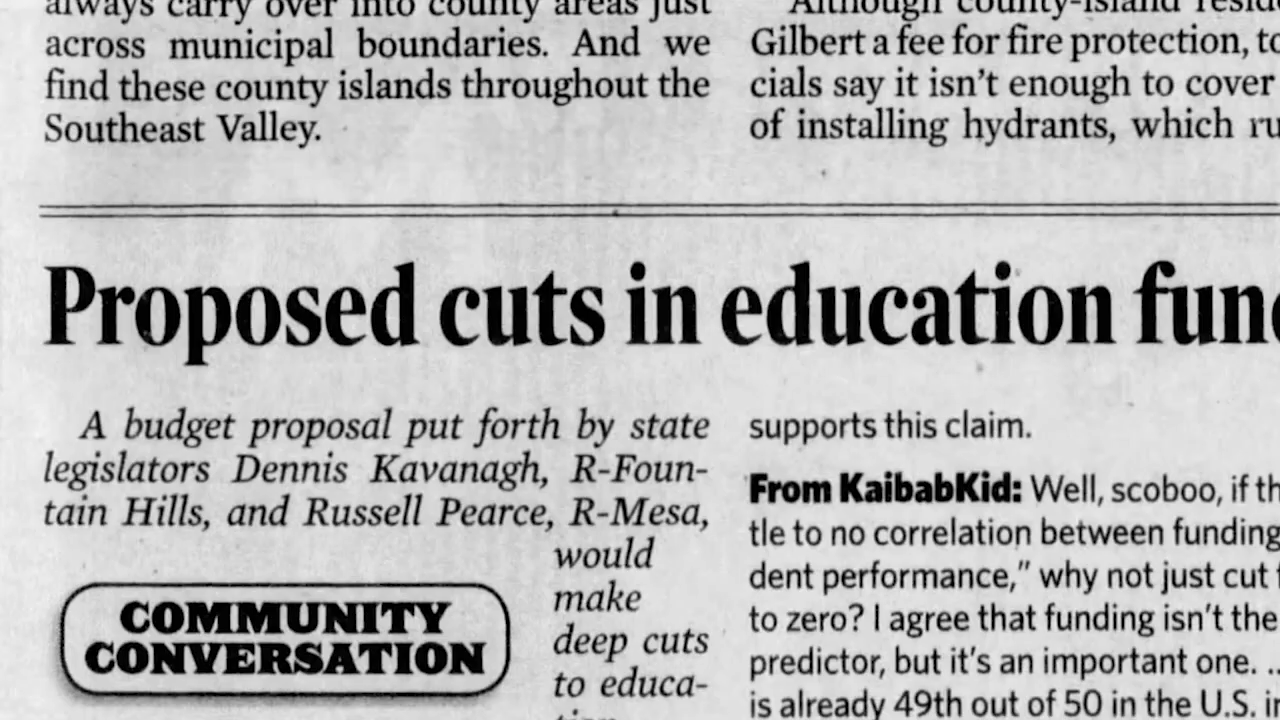 always carry over into county areas just
across municipal boundaries. And we
find these county islands throughout the
Southeast Valley.
Although county-island
Gilbert a fee for fire protection,
cials say it isn't enough to cover
of installing hydrants, which
Proposed cuts in education
A budget proposal put forth by state
legislators Dennis Kavanagh, R-Foun-
tain Hills, and Russell Pearce, R-Mesa,
would
make
deep cuts
to educa-
COMMUNITY
CONVERSATION
supports this claim.
From KaibabKid: Well, scoboo, if
tle to no correlation between funding
dent performance," why not just cut
to zero? I agree that funding isn't the
predictor, but it's an important one. ..
is already 49th out of 50 in the U.S.